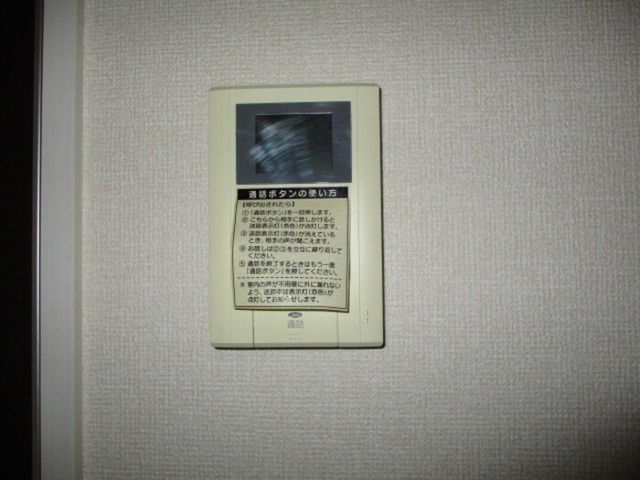 通話ボタンの使い方
【呼び出されたら】
①「通話ボタン」を一回押します。
②こちらから相手に話しかけると
通話表示灯(赤色)が点灯します。
③通話表示灯(赤色)が消えている
とき、相手の声が聞こえます。
④お話しは②③を交互に繰り返して
ください。
⑤通話を終了するときはもう一度
「通話ボタン」を押してください。
※室内の声が不用意に外に漏れない
よう、通話中は表示灯(赤色)が
点灯してお知らせします。
通話